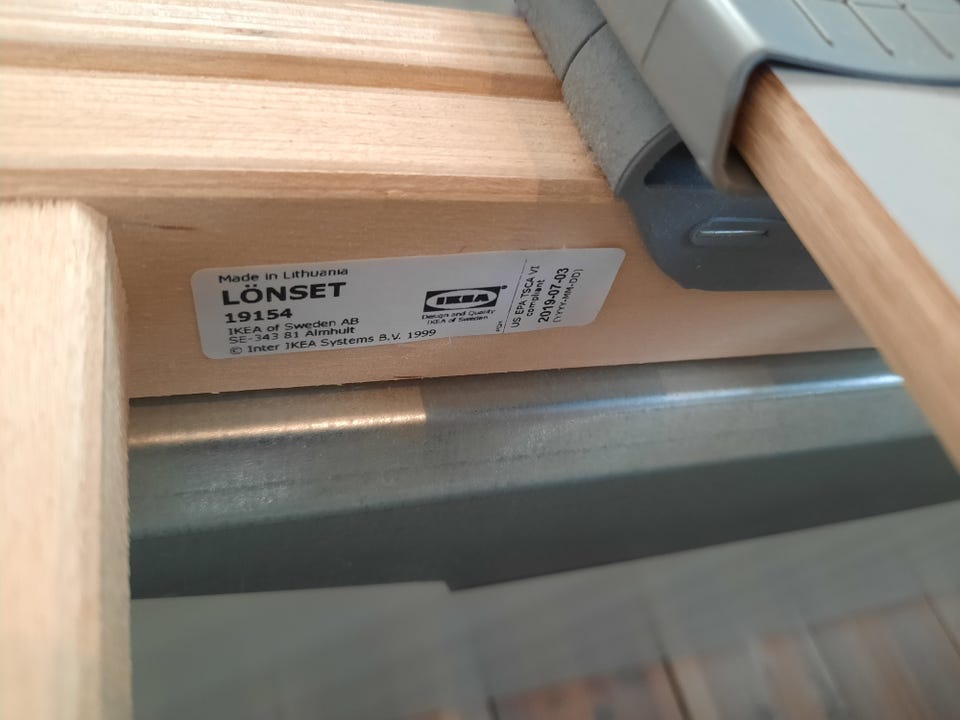 Made in Lithuania
LÖNSET
19154
IKEA of Sweden AB
SE-343 81 Älmhult
© Inter IKEA Systems B.V. 1999
IKEA
Design and Quality
IKEA of Sweden
US EPA TSCA VI
compliant
2019-07-03
(YYYY-MM-DD)